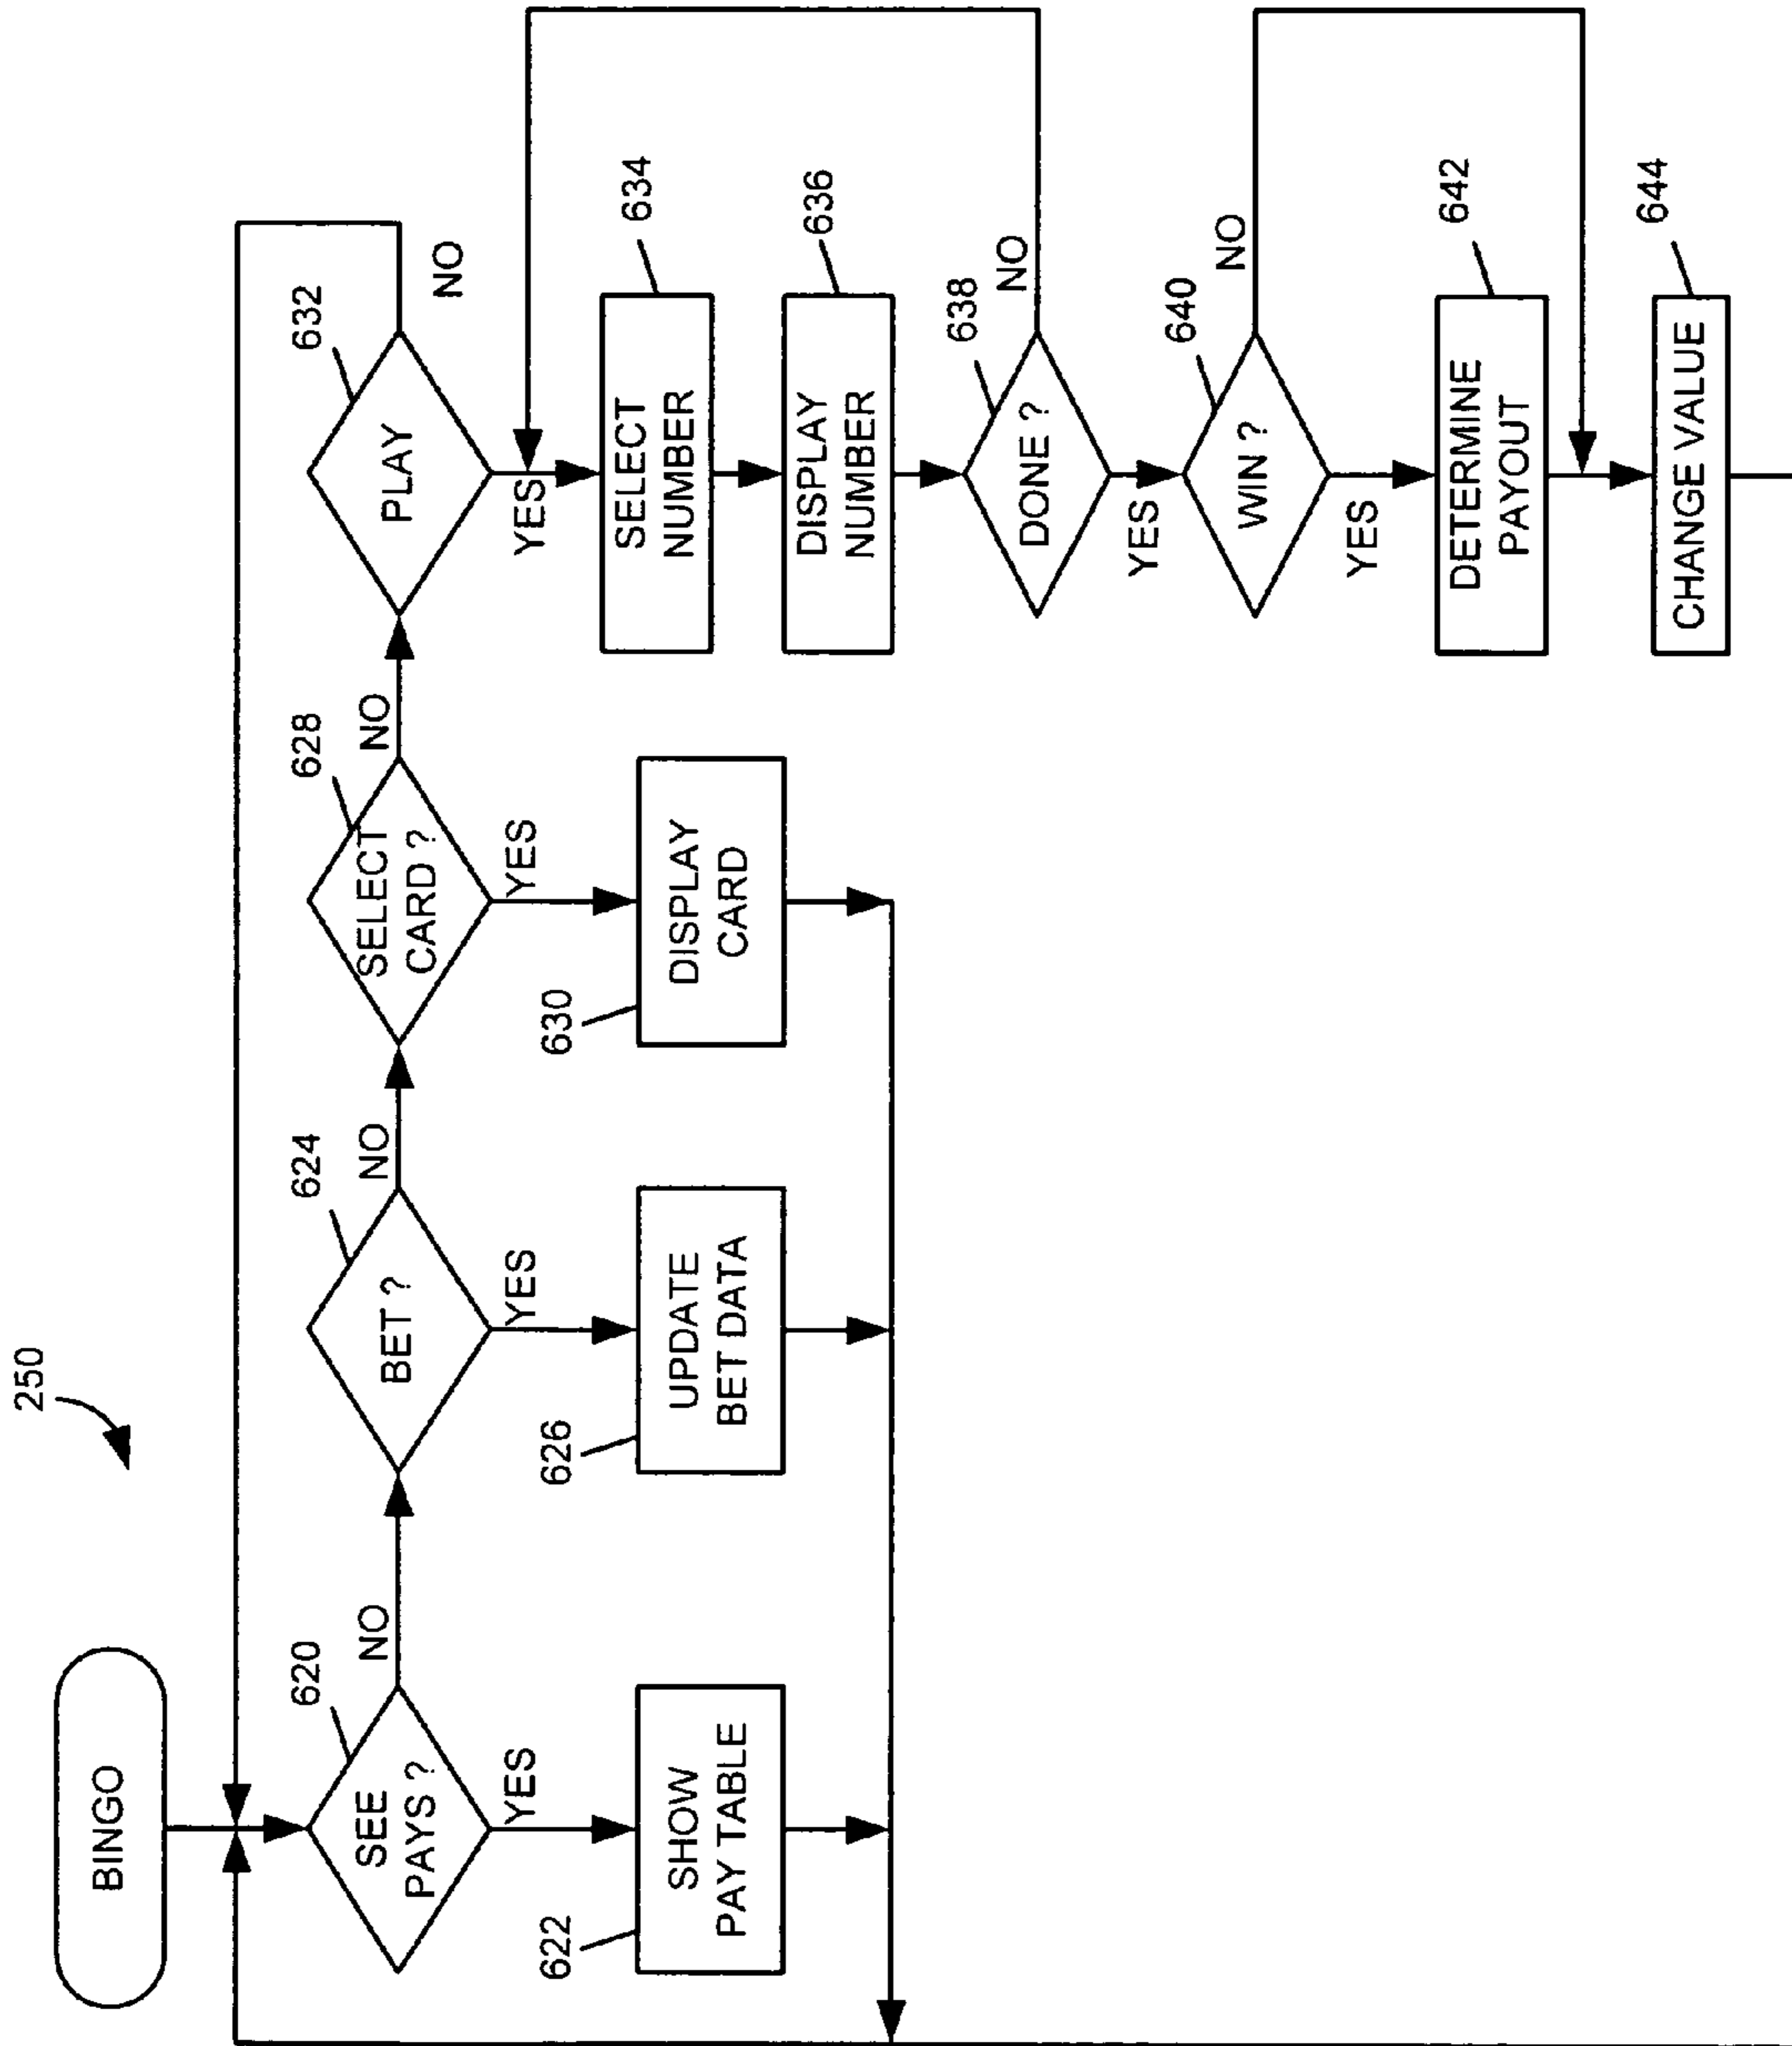 250
BINGO
620
SEE
PAYS ?
NO
YES
622
SHOW
PAY TABLE
624
BET ?
NO
YES
626
UPDATE
BET DATA
628
SELECT
CARD ?
NO
YES
630
DISPLAY
CARD
632
PLAY
NO
YES
634
SELECT
NUMBER
636
DISPLAY
NUMBER
638
DONE ?
NO
YES
640
WIN ?
NO
YES
642
DETERMINE
PAYOUT
644
CHANGE VALUE